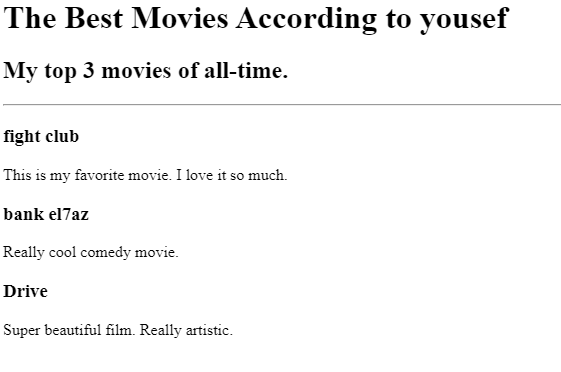 The Best Movies According to yousef
My top 3 movies of all-time.
fight club
This is my favorite movie. I love it so much.
bank el7az
Really cool comedy movie.
Drive
Super beautiful film. Really artistic.